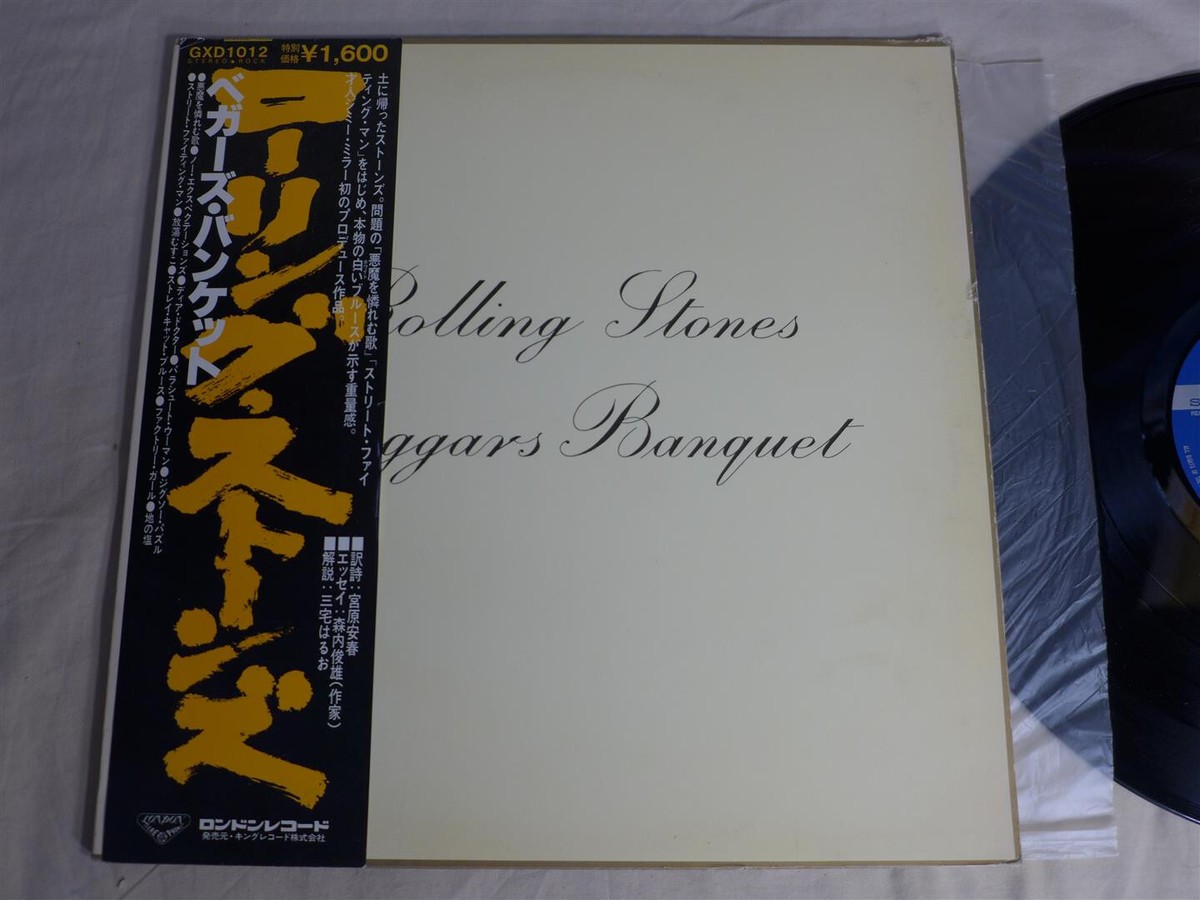 GXD1012
STEREO●ROCK
特別
価格
¥1,600
土に帰ったストーンズ。問題の「悪魔を憐れむ歌」「ストリート・ファイ
ティング・マン」をはじめ、本物の白いブルースが示す重量感。
才人ジミー・ミラー初のプロデュース作品。
ローリング・ストーンズ
ベガーズ・バンケット
●悪魔を憐れむ歌●ノー・エクスペクテーションズ●ディア・ドクター●パラシュート・ウーマン●ジグソー・パズル
●ストリート・ファイティング・マン●放蕩むすこ●ストレイ・キャット・ブルース●ファクトリー・ガール●地の塩
■訳詩：宮原安春
■エッセイ：森内俊雄（作家）
■解説：三宅はるお
LONDON
ロンドンレコード
発売元・キングレコード株式会社
Rolling Stones
ggars Banquet